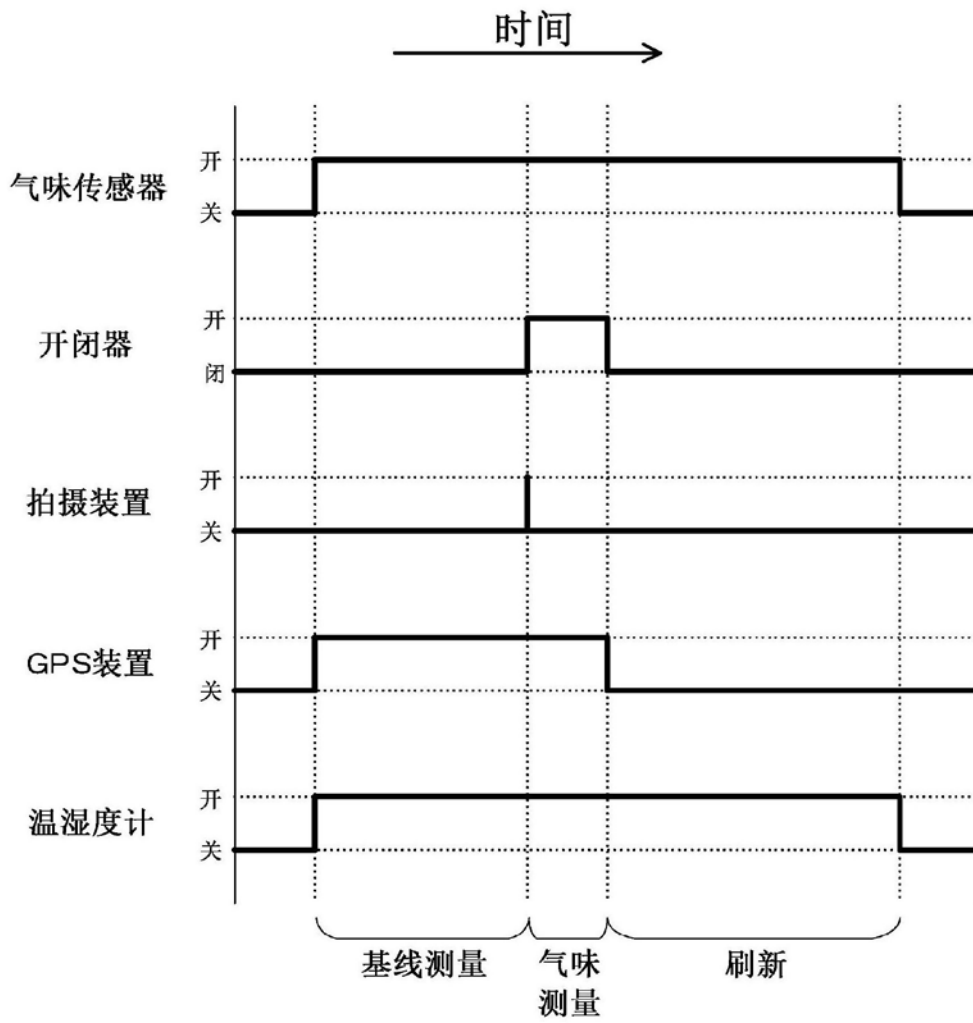 时间
开
气味传感器
关
开
开闭器
闭
开
拍摄装置
关
开
GPS装置
关
开
温湿度计
关
基线测量
气味
测量
刷新